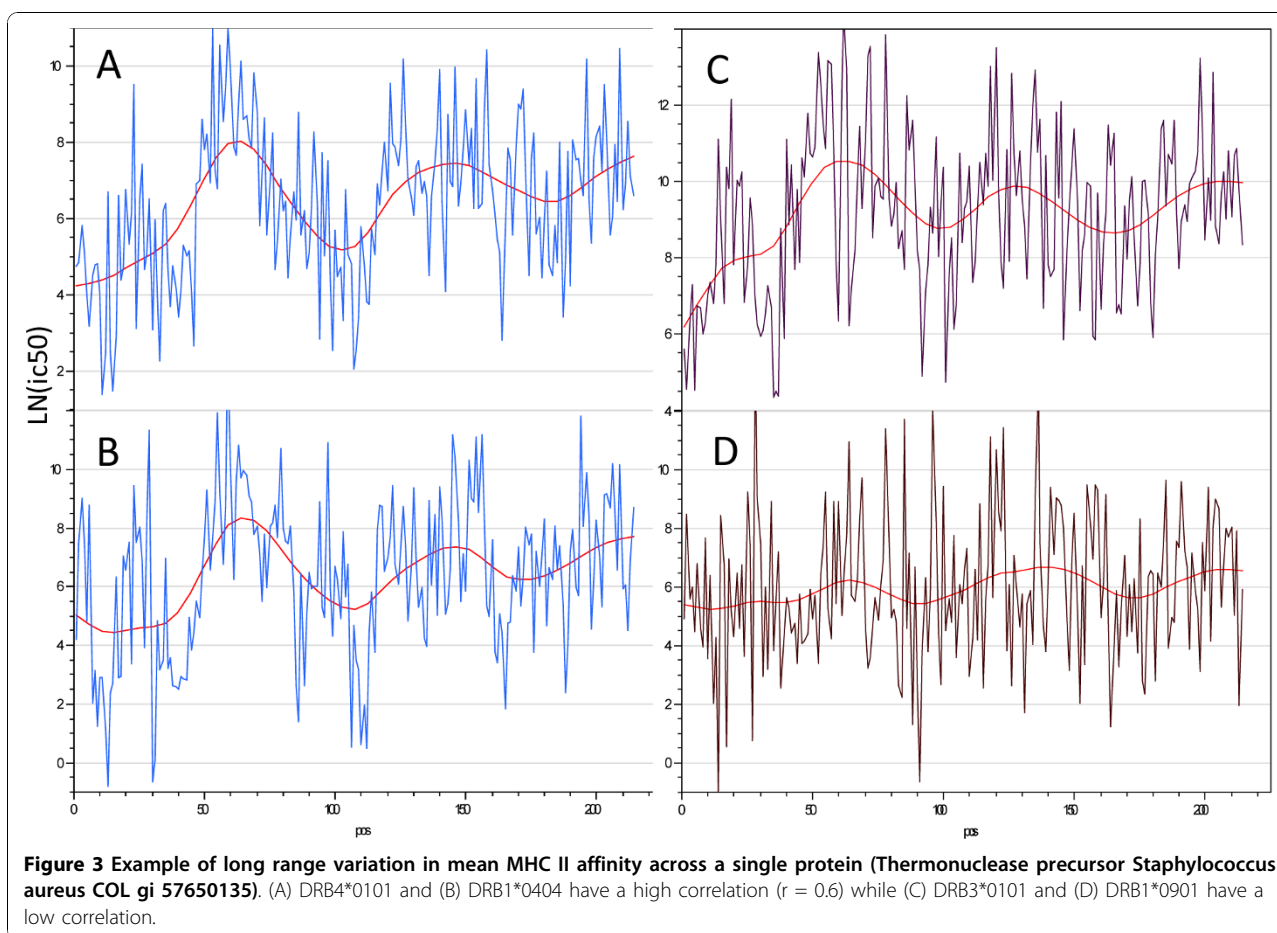 A
C
LN(ic50)
10
8
6
4
2
12
10
8
6
4
B
D
10
8
6
4
2
0
10
8
6
4
2
0
0 50 100 150 200
pos
0 50 100 150 200
pos
Figure 3 Example of long range variation in mean MHC II affinity across a single protein (Thermonuclease precursor Staphylococcus
aureus COL gi 57650135). (A) DRB4*0101 and (B) DRB1*0404 have a high correlation (r = 0.6) while (C) DRB3*0101 and (D) DRB1*0901 have a
low correlation.